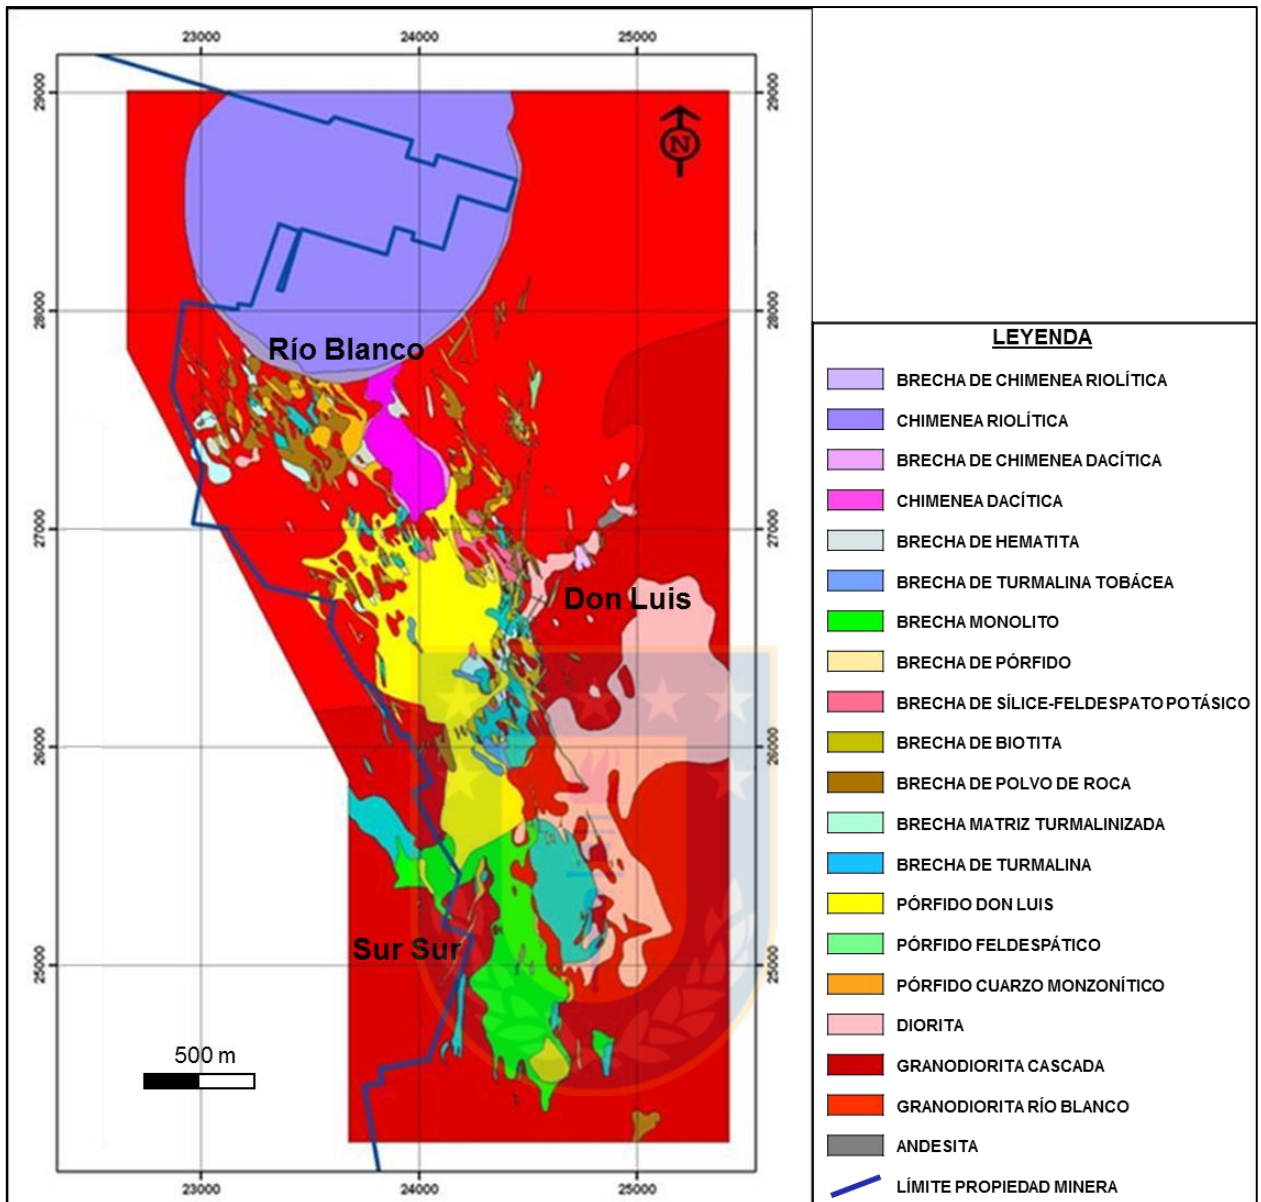 23000 24000 25000
29000 29000
N
28000 28000
Río Blanco
27000 27000
Don Luis
26000 26000
Sur Sur
25000 25000
500 m
23000 24000 25000
LEYENDA
BRECHA DE CHIMENEA RIOLÍTICA
CHIMENEA RIOLÍTICA
BRECHA DE CHIMENEA DACÍTICA
CHIMENEA DACÍTICA
BRECHA DE HEMATITA
BRECHA DE TURMALINA TOBÁCEA
BRECHA MONOLITO
BRECHA DE PÓRFIDO
BRECHA DE SÍLICE-FELDESPATO POTÁSICO
BRECHA DE BIOTITA
BRECHA DE POLVO DE ROCA
BRECHA MATRIZ TURMALINIZADA
BRECHA DE TURMALINA
PÓRFIDO DON LUIS
PÓRFIDO FELDESPÁTICO
PÓRFIDO CUARZO MONZONÍTICO
DIORITA
GRANODIORITA CASCADA
GRANODIORITA RÍO BLANCO
ANDESITA
LÍMITE PROPIEDAD MINERA